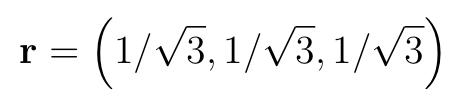 r = (1/√3, 1/√3, 1/√3)